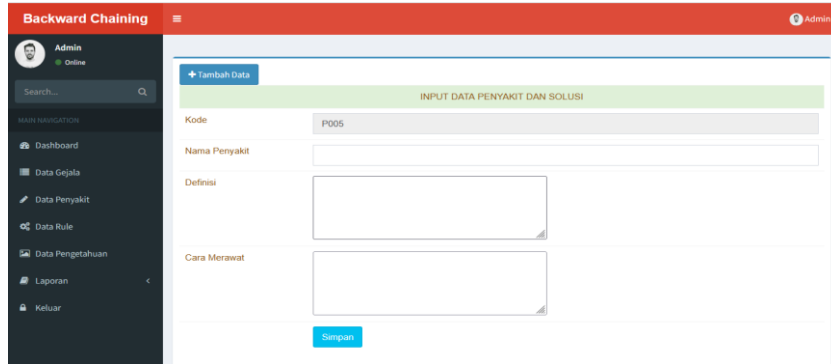 Backward Chaining
Admin
Admin
Online
Search...
MAIN NAVIGATION
Dashboard
Data Gejala
Data Penyakit
Data Rule
Data Pengetahuan
Laporan
Keluar
Tambah Data
INPUT DATA PENYAKIT DAN SOLUSI
Kode
P005
Nama Penyakit
Definisi
Cara Merawat
Simpan